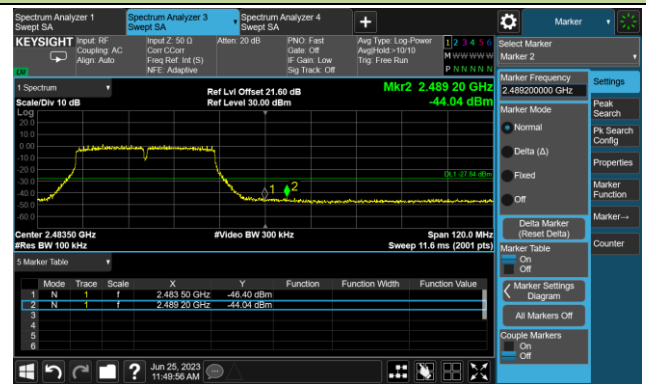 Spectrum Analyzer 1
Swept SA
Spectrum Analyzer 3
Swept SA
Spectrum Analyzer 4
Swept SA
Marker
KEYSIGHT
Input: RF
Coupling: AC
Align: Auto
Input Z: 50 Ω
Corr CCorr
Freq Ref: Int (S)
NFE: Adaptive
Atten: 20 dB
PNO: Fast
Gate: Off
IF Gain: Low
Sig Track: Off
Avg Type: Log-Power
Avg|Hold:>10/10
Trig: Free Run
1 2 3 4 5 6
M W W W W W
P N N N N N
LXI
Select Marker
Marker 2
1 Spectrum
Scale/Div 10 dB
Ref Lvl Offset 21.60 dB
Ref Level 30.00 dBm
Mkr2 2.489 20 GHz
-44.04 dBm
Log
20.0
10.0
0.00
-10.0
-20.0
-30.0
-40.0
-50.0
-60.0
DL1 -27.64 dBm
1
2
Center 2.48350 GHz
#Res BW 100 kHz
#Video BW 300 kHz
Span 120.0 MHz
Sweep 11.6 ms (2001 pts)
5 Marker Table
Mode Trace Scale X Y Function Function Width Function Value
1 N 1 f 2.483 50 GHz -46.40 dBm
2 N 1 f 2.489 20 GHz -44.04 dBm
3
4
5
6
Marker Frequency
2.489200000 GHz
Marker Mode
Normal
Delta (Δ)
Fixed
Off
Delta Marker
(Reset Delta)
Marker Table
On
Off
Marker Settings
Diagram
All Markers Off
Couple Markers
On
Off
Settings
Peak
Search
Pk Search
Config
Properties
Marker
Function
Marker→
Counter
?
Jun 25, 2023
11:49:56 AM